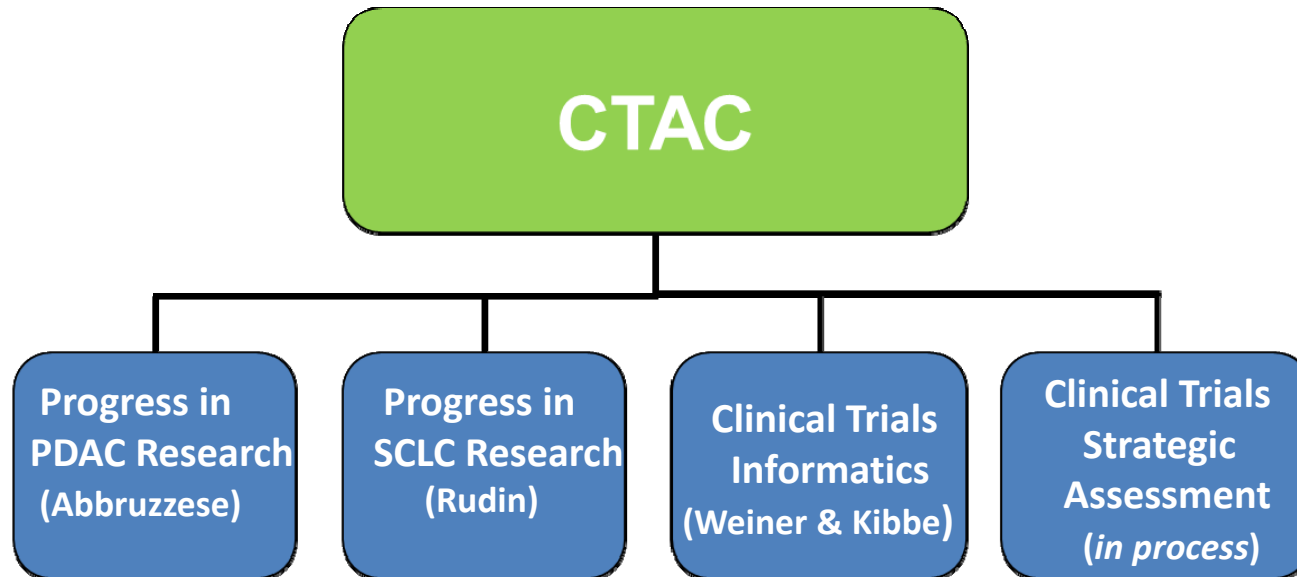 CTAC
Progress in
PDAC Research
(Abbruzzese)
Progress in
SCLC Research
(Rudin)
Clinical Trials
Informatics
(Weiner & Kibbe)
Clinical Trials
Strategic
Assessment
(in process)